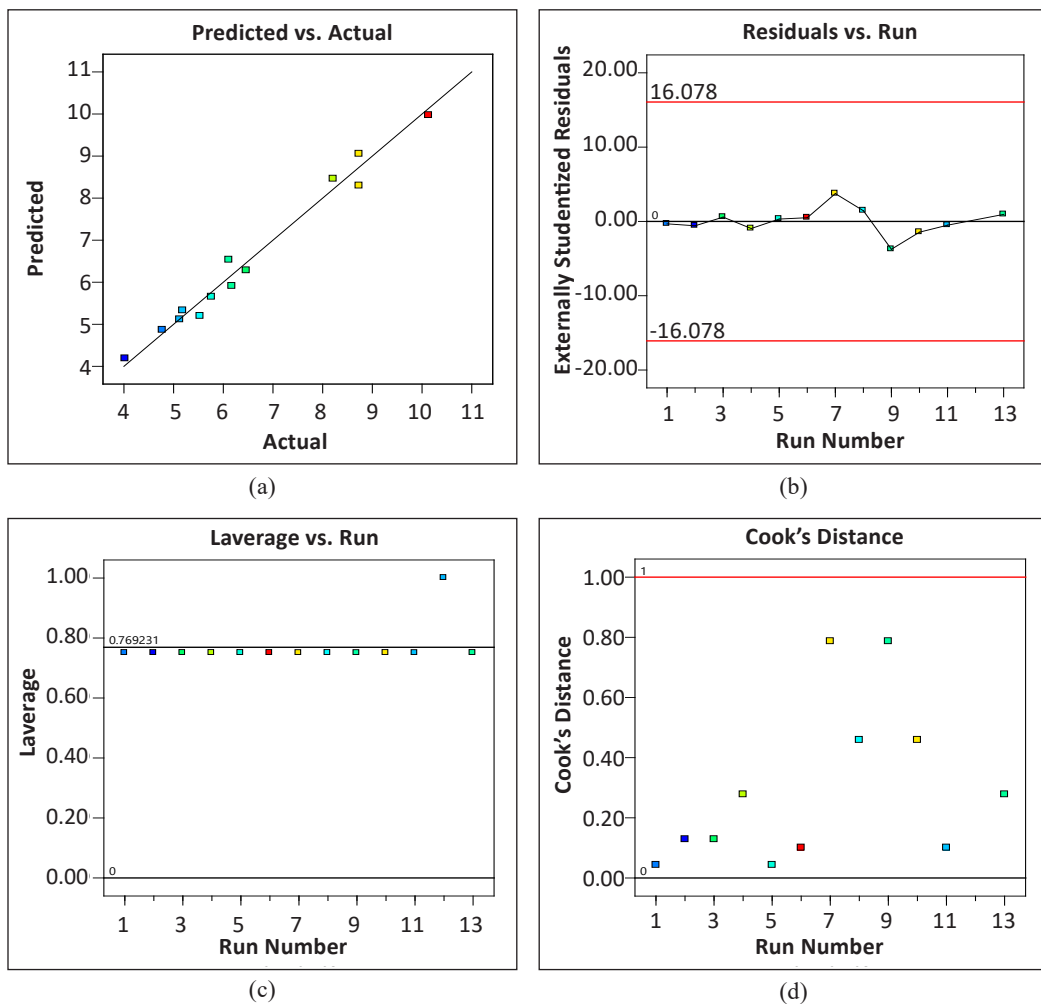 Predicted vs. Actual
11
10
9
8
7
6
5
4
Predicted
4 5 6 7 8 9 10 11
Actual
(a)
Residuals vs. Run
20.00
10.00
0.00
-10.00
-20.00
16.078
0
-16.078
Externally Studentized Residuals
1 3 5 7 9 11 13
Run Number
(b)
Laverage vs. Run
1.00
0.80
0.60
0.40
0.20
0.00
0.769231
0
Laverage
1 3 5 7 9 11 13
Run Number
(c)
Cook's Distance
1.00
0.80
0.60
0.40
0.20
0.00
1
0
Cook's Distance
1 3 5 7 9 11 13
Run Number
(d)